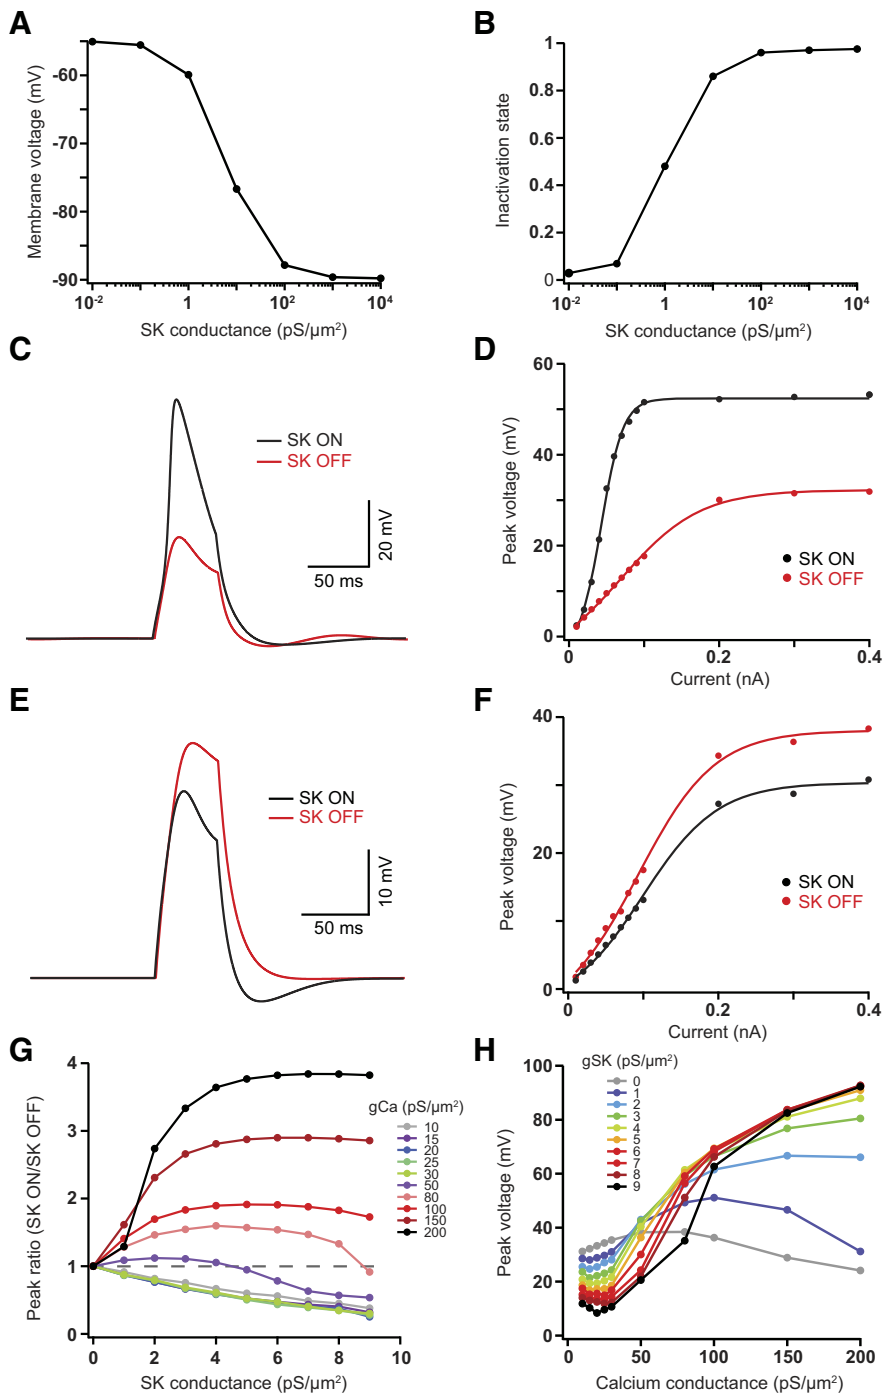 A
Membrane voltage (mV)
-60
-70
-80
-90
10-2
1
102
104
SK conductance (pS/µm2)
B
Inactivation state
1
0.8
0.6
0.4
0.2
0
10-2
1
102
104
SK conductance (pS/µm2)
C
SK ON
SK OFF
20 mV
50 ms
D
Peak voltage (mV)
60
40
20
0
SK ON
SK OFF
0
0.2
0.4
Current (nA)
E
SK ON
SK OFF
10 mV
50 ms
F
Peak voltage (mV)
40
20
0
SK ON
SK OFF
0
0.2
0.4
Current (nA)
G
Peak ratio (SK ON/SK OFF)
4
3
2
1
0
gCa (pS/µm2)
10
15
20
25
30
50
80
100
150
200
0
2
4
6
8
10
SK conductance (pS/µm2)
H
Peak voltage (mV)
100
80
60
40
20
0
gSK (pS/µm2)
0
1
2
3
4
5
6
7
8
9
0
50
100
150
200
Calcium conductance (pS/µm2)